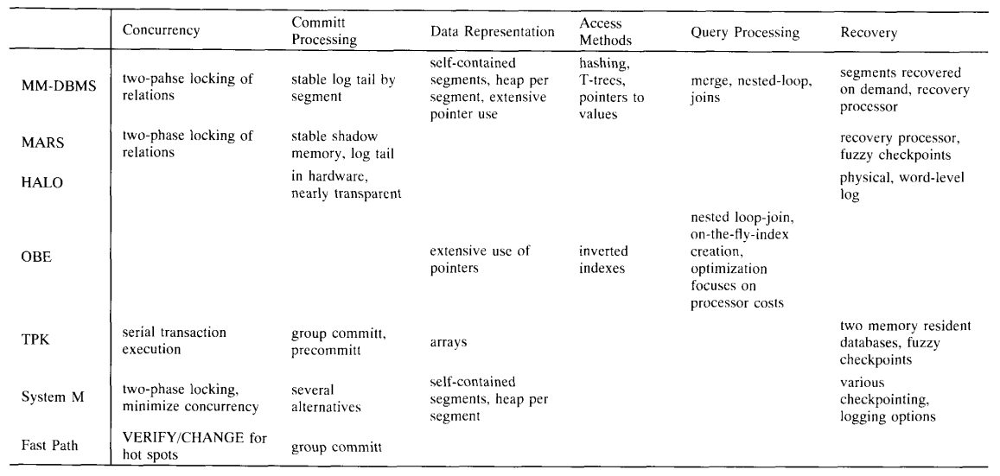 Concurrency
Committ
Processing
Data Representation
Access
Methods
Query Processing
Recovery
MM-DBMS
two-pahse locking of
relations
stable log tail by
segment
self-contained
segments, heap per
segment, extensive
pointer use
hashing,
T-trees,
pointers to
values
merge, nested-loop,
joins
segments recovered
on demand, recovery
processor
MARS
two-phase locking of
relations
stable shadow
memory, log tail
recovery processor,
fuzzy checkpoints
HALO
in hardware,
nearly transparent
physical, word-level
log
OBE
extensive use of
pointers
inverted
indexes
nested loop-join,
on-the-fly-index
creation,
optimization
focuses on
processor costs
TPK
serial transaction
execution
group committ,
precommitt
arrays
two memory resident
databases, fuzzy
checkpoints
System M
two-phase locking,
minimize concurrency
several
alternatives
self-contained
segments, heap per
segment
various
checkpointing,
logging options
Fast Path
VERIFY/CHANGE for
hot spots
group committ